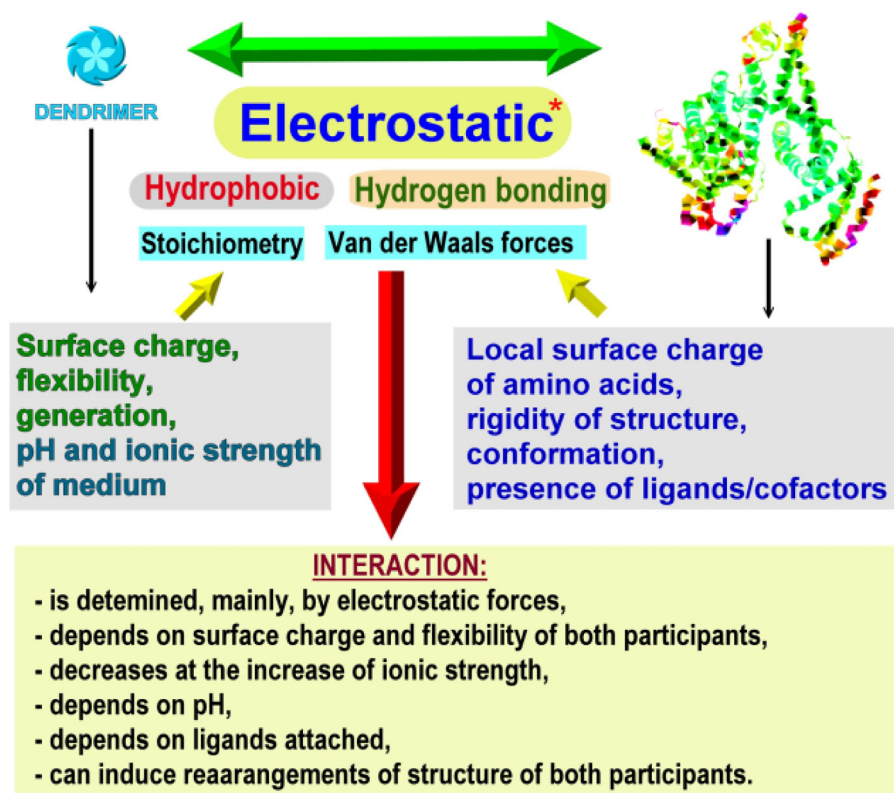 DENDRIMER
Electrostatic*
Hydrophobic
Hydrogen bonding
Stoichiometry
Van der Waals forces
Surface charge,
flexibility,
generation,
pH and ionic strength
of medium
Local surface charge
of amino acids,
rigidity of structure,
conformation,
presence of ligands/cofactors
INTERACTION:
- is detemined, mainly, by electrostatic forces,
- depends on surface charge and flexibility of both participants,
- decreases at the increase of ionic strength,
- depends on pH,
- depends on ligands attached,
- can induce reaarangements of structure of both participants.